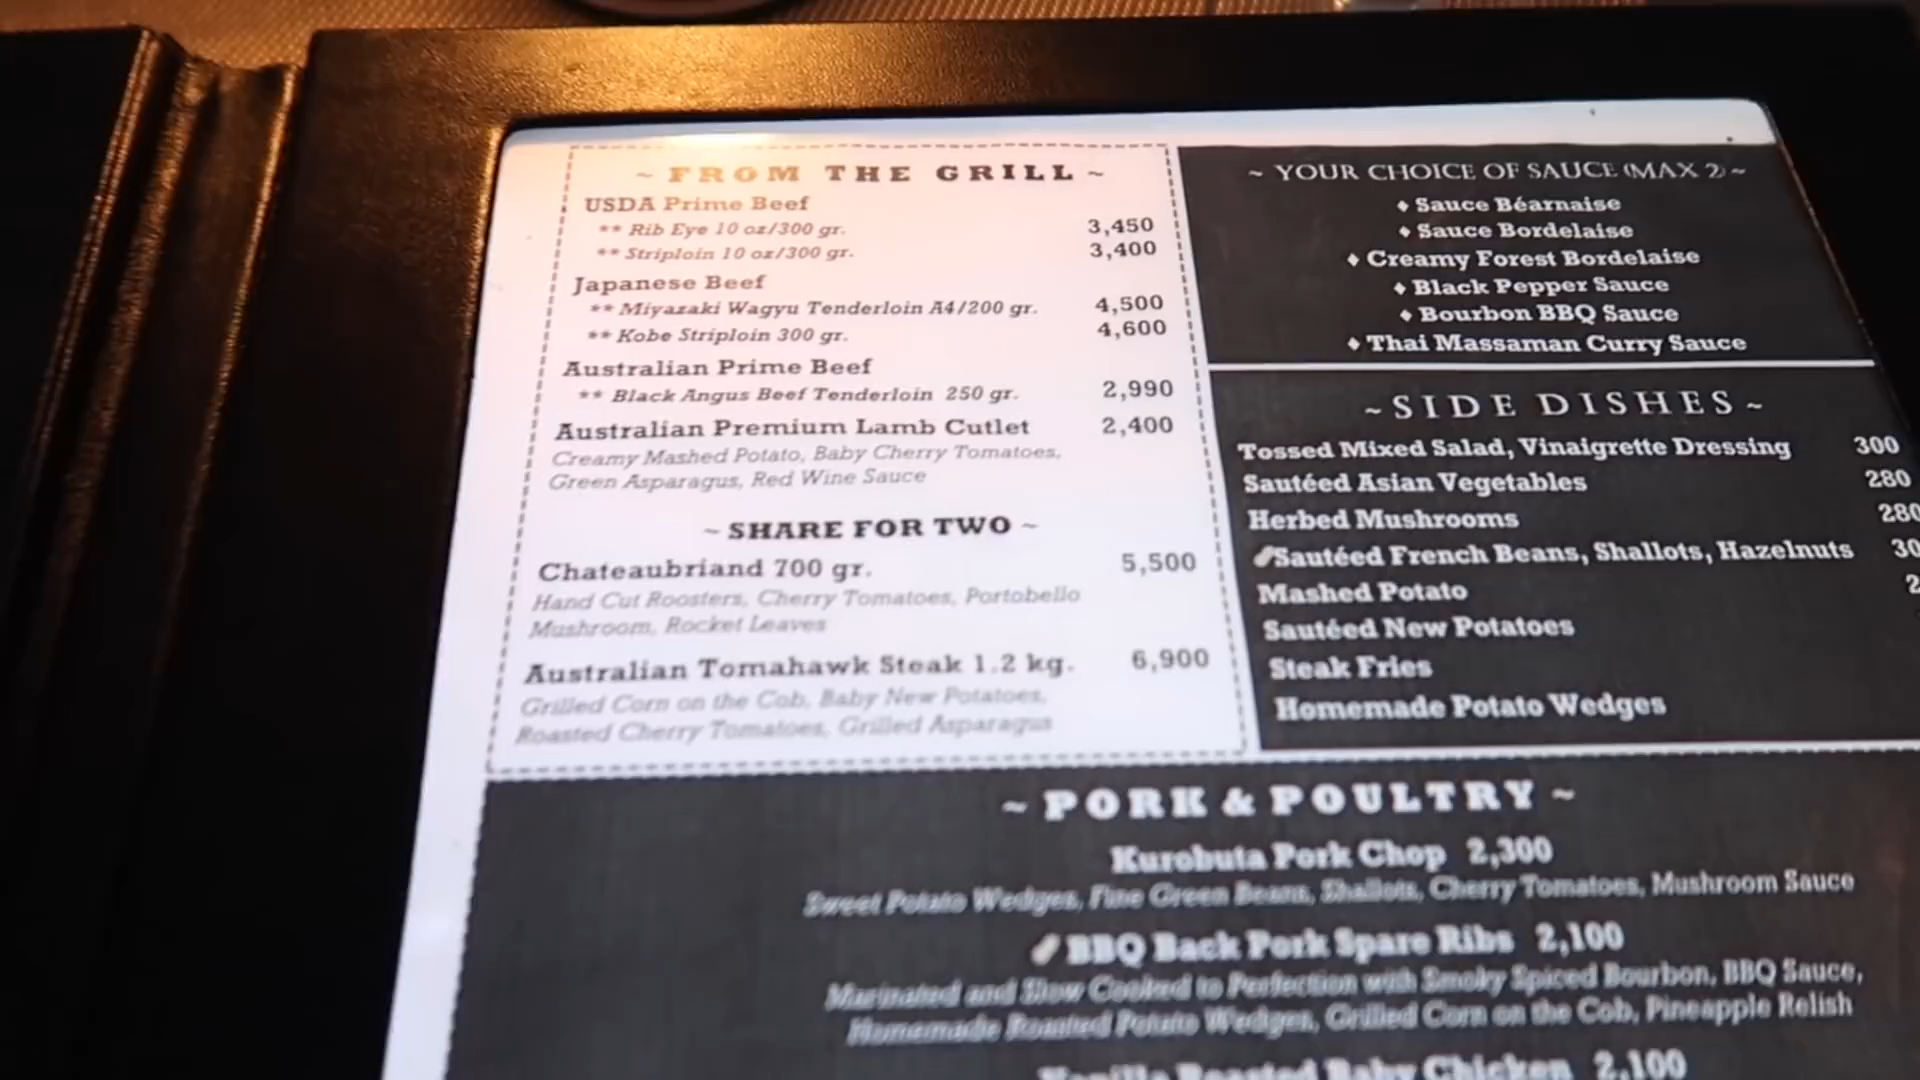 ~ FROM THE GRILL ~
USDA Prime Beef
** Rib Eye 10 oz/300 gr. 3,450
** Striploin 10 oz/300 gr. 3,400
Japanese Beef
** Miyazaki Wagyu Tenderloin A4/200 gr. 4,500
** Kobe Striploin 300 gr. 4,600
Australian Prime Beef
** Black Angus Beef Tenderloin 250 gr. 2,990
Australian Premium Lamb Cutlet 2,400
Creamy Mashed Potato, Baby Cherry Tomatoes,
Green Asparagus, Red Wine Sauce
~ SHARE FOR TWO ~
Chateaubriand 700 gr. 5,500
Hand Cut Roosters, Cherry Tomatoes, Portobello
Mushroom, Rocket Leaves
Australian Tomahawk Steak 1.2 kg. 6,900
Grilled Corn on the Cob, Baby New Potatoes,
Roasted Cherry Tomatoes, Grilled Asparagus
~ YOUR CHOICE OF SAUCE (MAX 2) ~
♦ Sauce Béarnaise
♦ Sauce Bordelaise
♦ Creamy Forest Bordelaise
♦ Black Pepper Sauce
♦ Bourbon BBQ Sauce
♦ Thai Massaman Curry Sauce
~ SIDE DISHES ~
Tossed Mixed Salad, Vinaigrette Dressing 300
Sautéed Asian Vegetables 280
Herbed Mushrooms 280
Sautéed French Beans, Shallots, Hazelnuts 30
Mashed Potato 2
Sautéed New Potatoes
Steak Fries
Homemade Potato Wedges
~ PORK & POULTRY ~
Kurobuta Pork Chop 2,300
Sweet Potato Wedges, Fine Green Beans, Shallots, Cherry Tomatoes, Mushroom Sauce
BBQ Back Pork Spare Ribs 2,100
Marinated and Slow Cooked to Perfection with Smoky Spiced Bourbon, BBQ Sauce,
Homemade Roasted Potato Wedges, Grilled Corn on the Cob, Pineapple Relish
Vanilla Roasted Baby Chicken 2,100